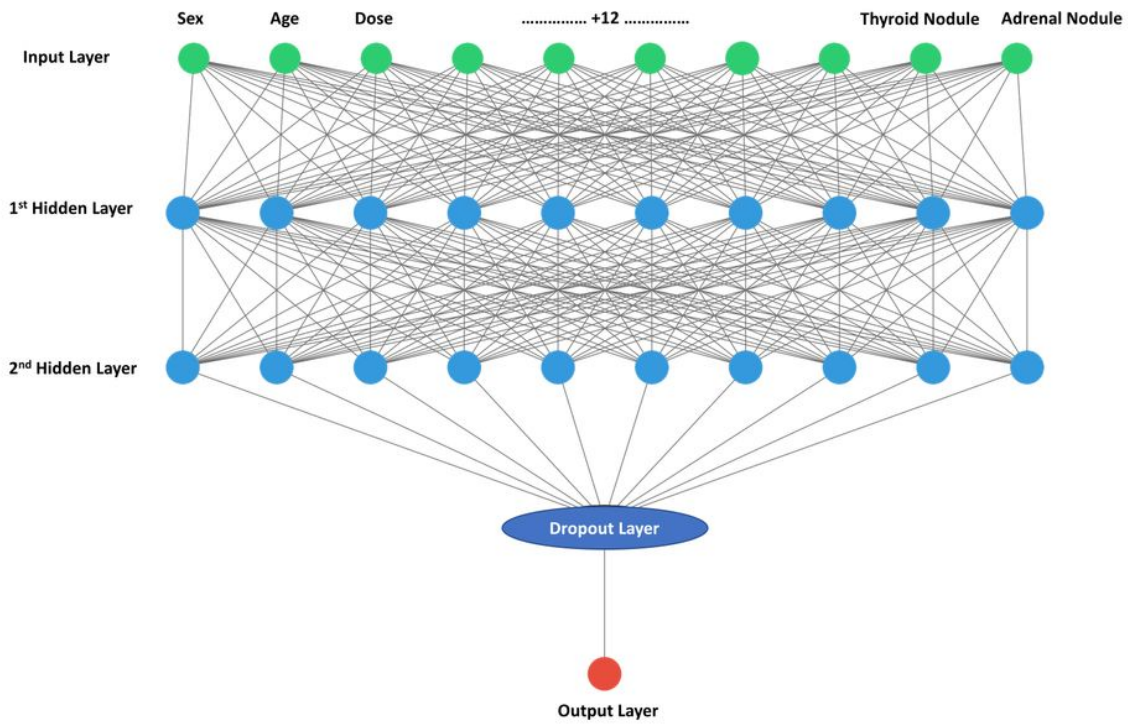 Sex Age Dose ............... +12 ............... Thyroid Nodule Adrenal Nodule
Input Layer
1st Hidden Layer
2nd Hidden Layer
Dropout Layer
Output Layer